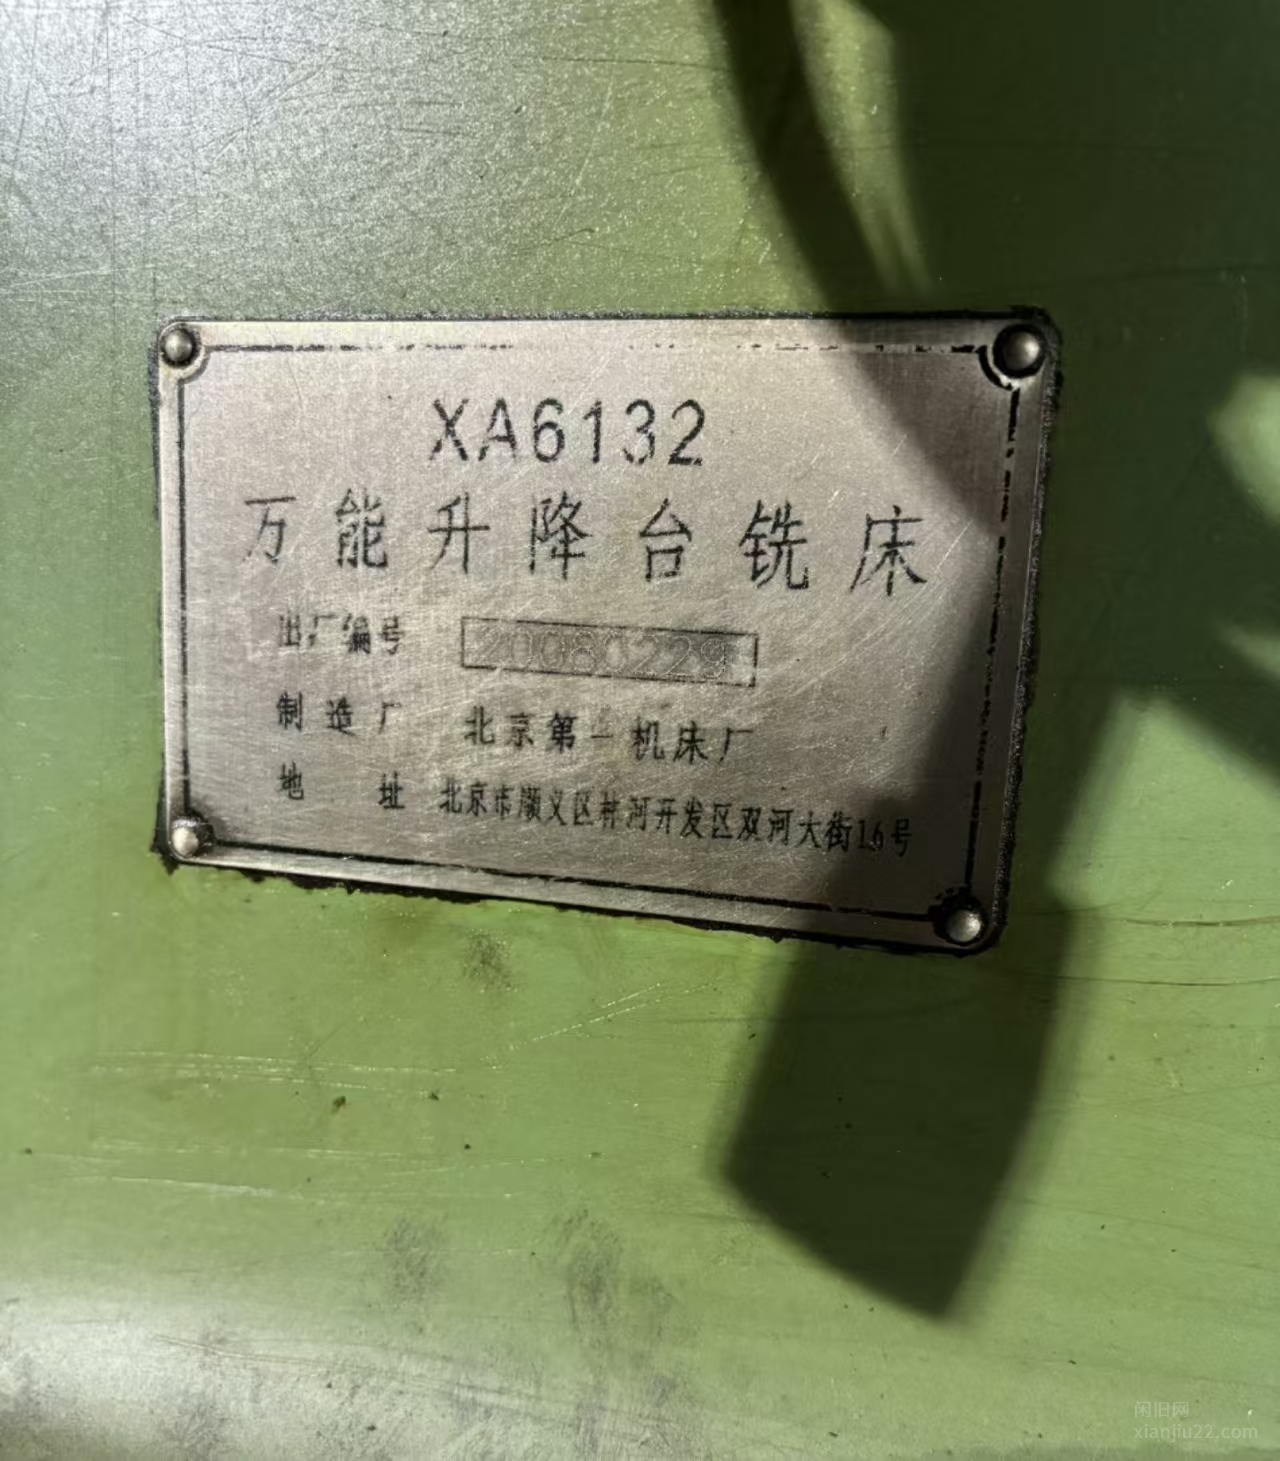 XA6132
万能升降台铣床
出厂编号 20080229
制造厂 北京第一机床厂
地址 北京市顺义区林河开发区双河大街16号
闲旧网
xianjiu22.com